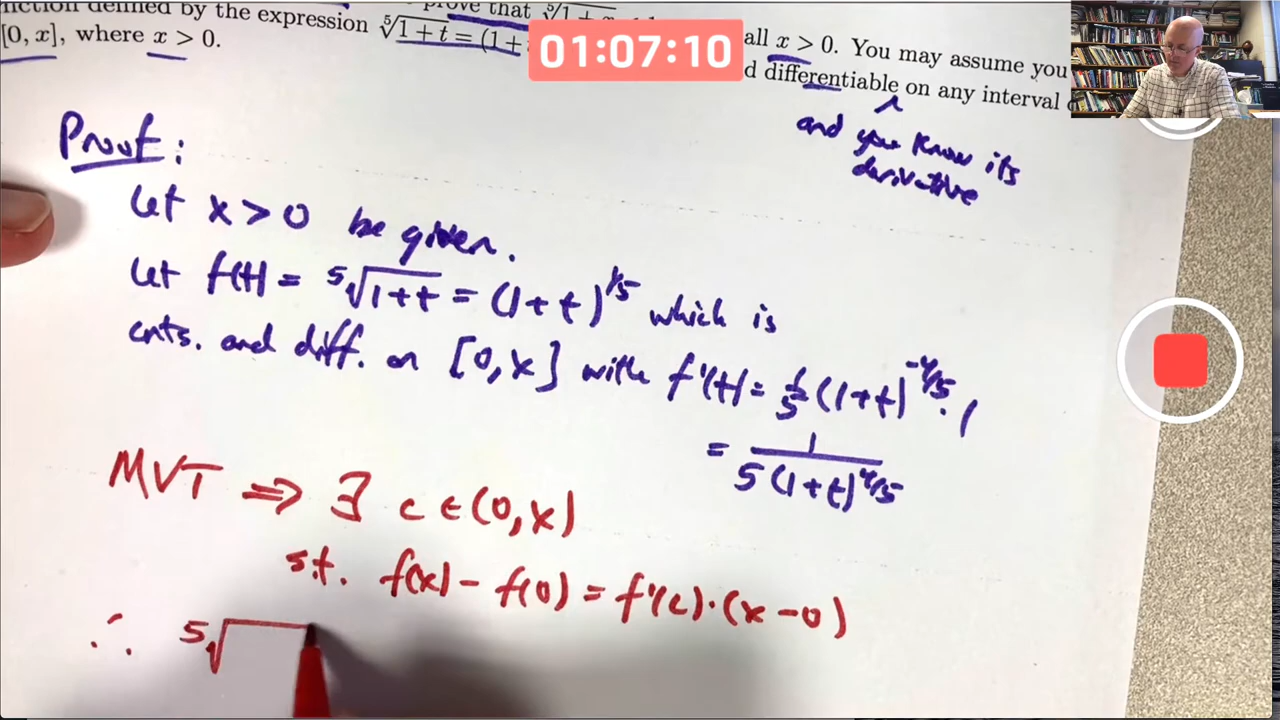 nction defined by the expression ⁵√1+t = (1+
prove that ⁵√1+
all x > 0. You may assume you
[0, x], where x > 0.
d differentiable on any interval
01:07:10
and you know its
derivative
Proof:
Let x > 0 be given.
Let f(t) = ⁵√1+t = (1+t)^1/5 which is
cnts. and diff. on [0,x] with f'(t) = 1/5 (1+t)^-4/5 · 1
= 1/5(1+t)^4/5
MVT ⇒ ∃ c ∈ (0,x)
s.t. f(x) - f(0) = f'(c)·(x-0)
∴ ⁵√